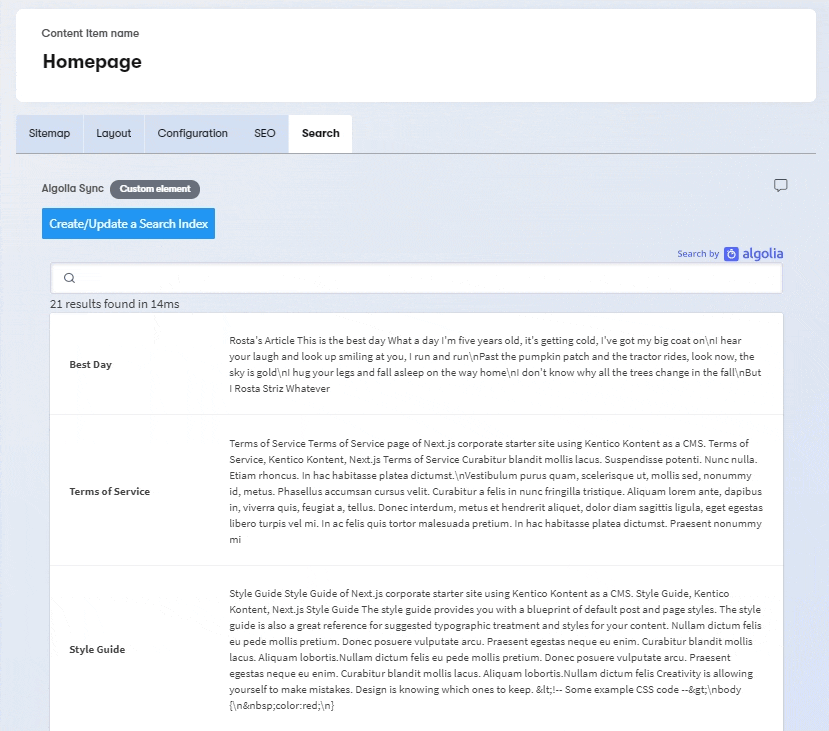 Content Item name
Homepage
Sitemap Layout Configuration SEO Search
Algolia Sync Custom element
Create/Update a Search Index
Search by algolia
21 results found in 14ms
Best Day
Rosta's Article This is the best day What a day I'm five years old, it's getting cold, I've got my big coat on\nI hear
your laugh and look up smiling at you, I run and run\nPast the pumpkin patch and the tractor rides, look now, the
sky is gold\nI hug your legs and fall asleep on the way home\nI don't know why all the trees change in the fall\nBut
I Rosta Striz Whatever
Terms of Service
Terms of Service Terms of Service page of Next.js corporate starter site using Kentico Kontent as a CMS. Terms of
Service, Kentico Kontent, Next.js Terms of Service Curabitur blandit mollis lacus. Suspendisse potenti. Nunc nulla.
Etiam rhoncus. In hac habitasse platea dictumst.\nVestibulum purus quam, scelerisque ut, mollis sed, nonummy
id, metus. Phasellus accumsan cursus velit. Curabitur a felis in nunc fringilla tristique. Aliquam lorem ante, dapibus
in, viverra quis, feugiat a, tellus. Donec interdum, metus et hendrerit aliquet, dolor diam sagittis ligula, eget egestas
libero turpis vel mi. In ac felis quis tortor malesuada pretium. In hac habitasse platea dictumst. Praesent nonummy
mi
Style Guide
Style Guide Style Guide of Next.js corporate starter site using Kentico Kontent as a CMS. Style Guide, Kentico
Kontent, Next.js Style Guide The style guide provides you with a blueprint of default post and page styles. The style
guide is also a great reference for suggested typographic treatment and styles for your content. Nullam dictum felis
eu pede mollis pretium. Donec posuere vulputate arcu. Praesent egestas neque eu enim. Curabitur blandit mollis
lacus. Aliquam lobortis.Nullam dictum felis eu pede mollis pretium. Donec posuere vulputate arcu. Praesent
egestas neque eu enim. Curabitur blandit mollis lacus. Aliquam lobortis.Nullam dictum felis Creativity is allowing
yourself to make mistakes. Design is knowing which ones to keep. &lt;!-- Some example CSS code --&gt;\nbody
{\n&nbsp;color:red;\n}